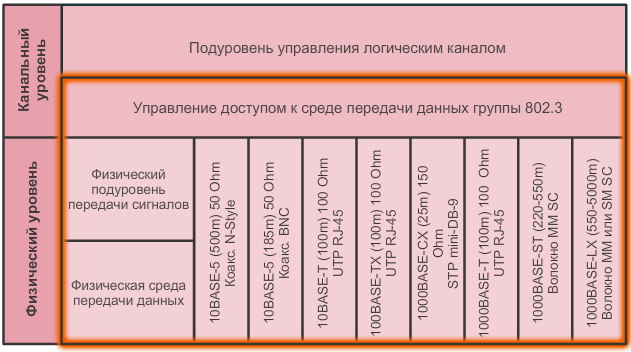 Канальный
уровень
Подуровень управления логическим каналом
Управление доступом к среде передачи данных группы 802.3
Физический уровень
Физический
подуровень
передачи сигналов
Физическая среда
передачи данных
10BASE-5 (500m) 50 Ohm
Коакс. N-Style
10BASE-5 (185m) 50 Ohm
Коакс. BNC
10BASE-T (100m) 100 Ohm
UTP RJ-45
100BASE-TX (100m) 100 Ohm
UTP RJ-45
1000BASE-CX (25m) 150
Ohm
STP mini-DB-9
1000BASE-T (100m) 100 Ohm
UTP RJ-45
1000BASE-ST (220-550m)
Волокно MM SC
1000BASE-LX (550-5000m)
Волокно MM или SM SC